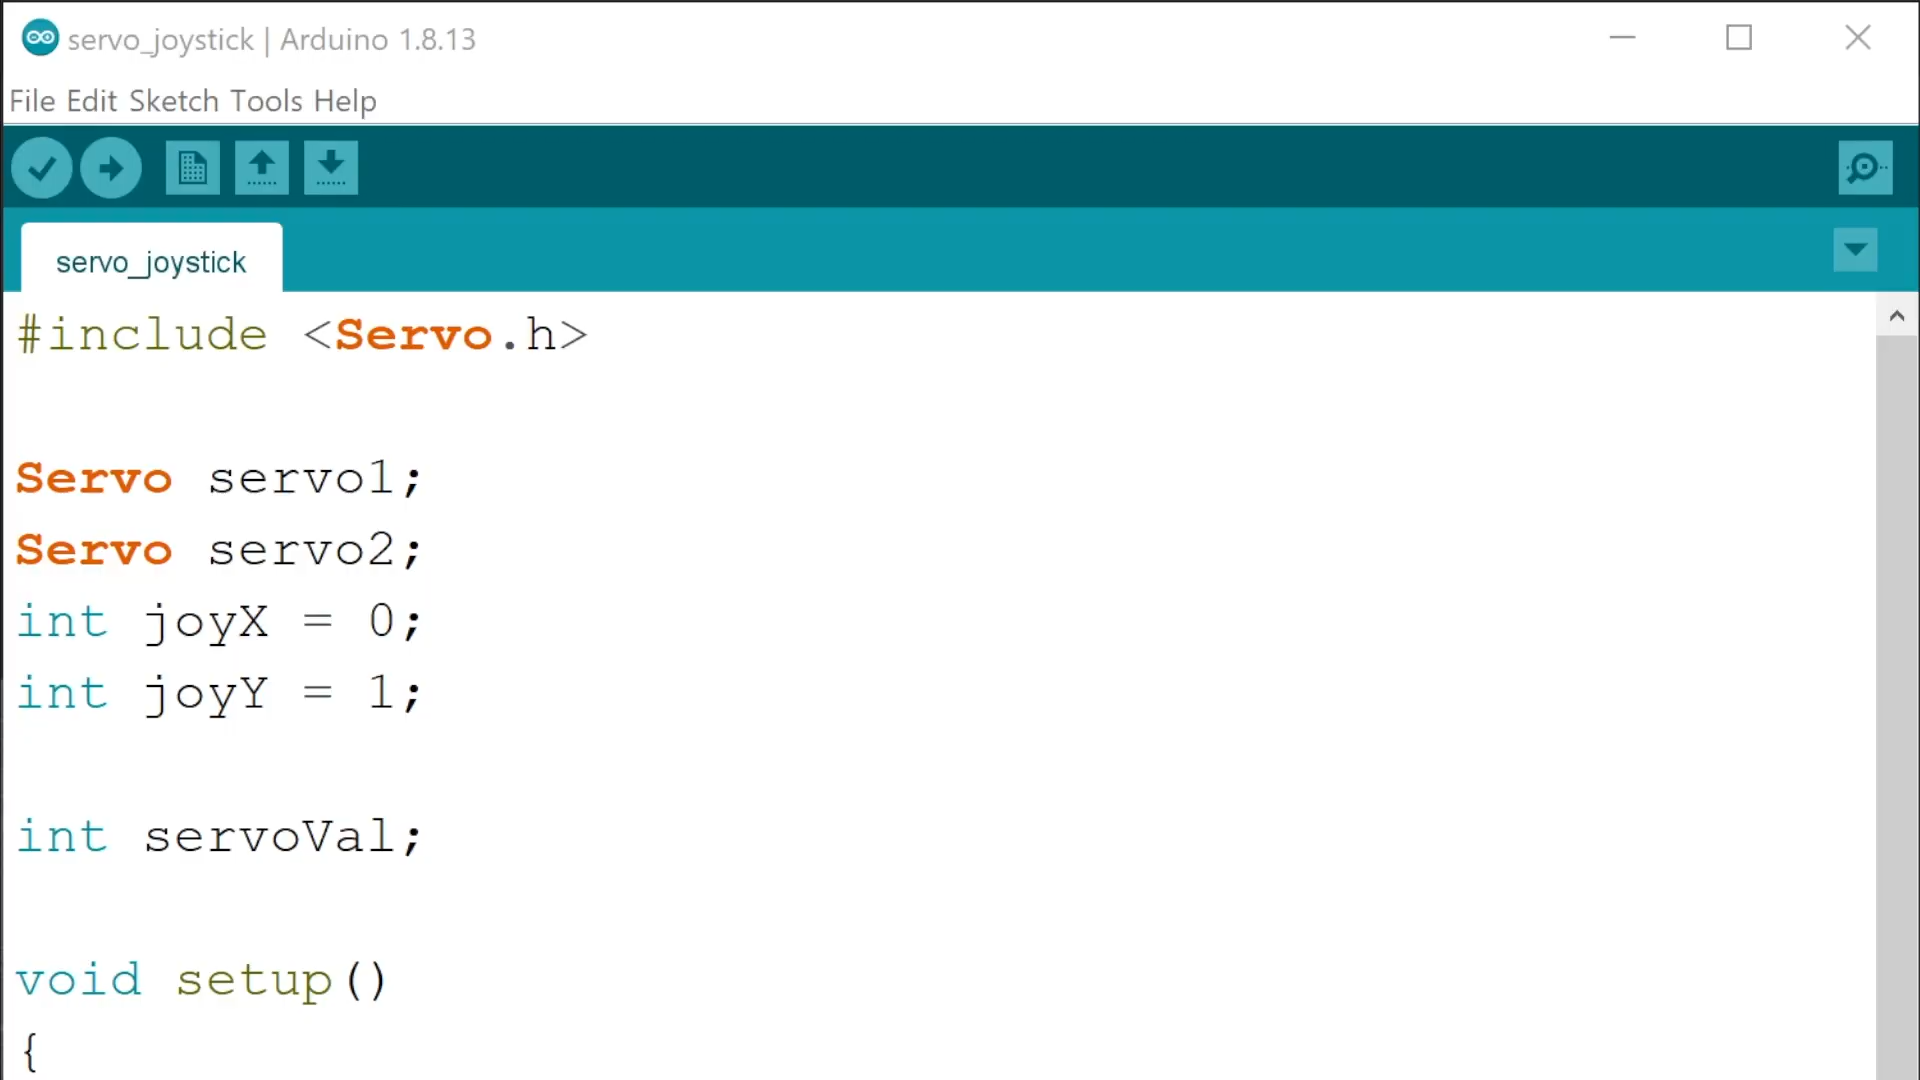 servo_joystick | Arduino 1.8.13
File Edit Sketch Tools Help
servo_joystick
#include <Servo.h>
Servo servo1;
Servo servo2;
int joyX = 0;
int joyY = 1;
int servoVal;
void setup()
{